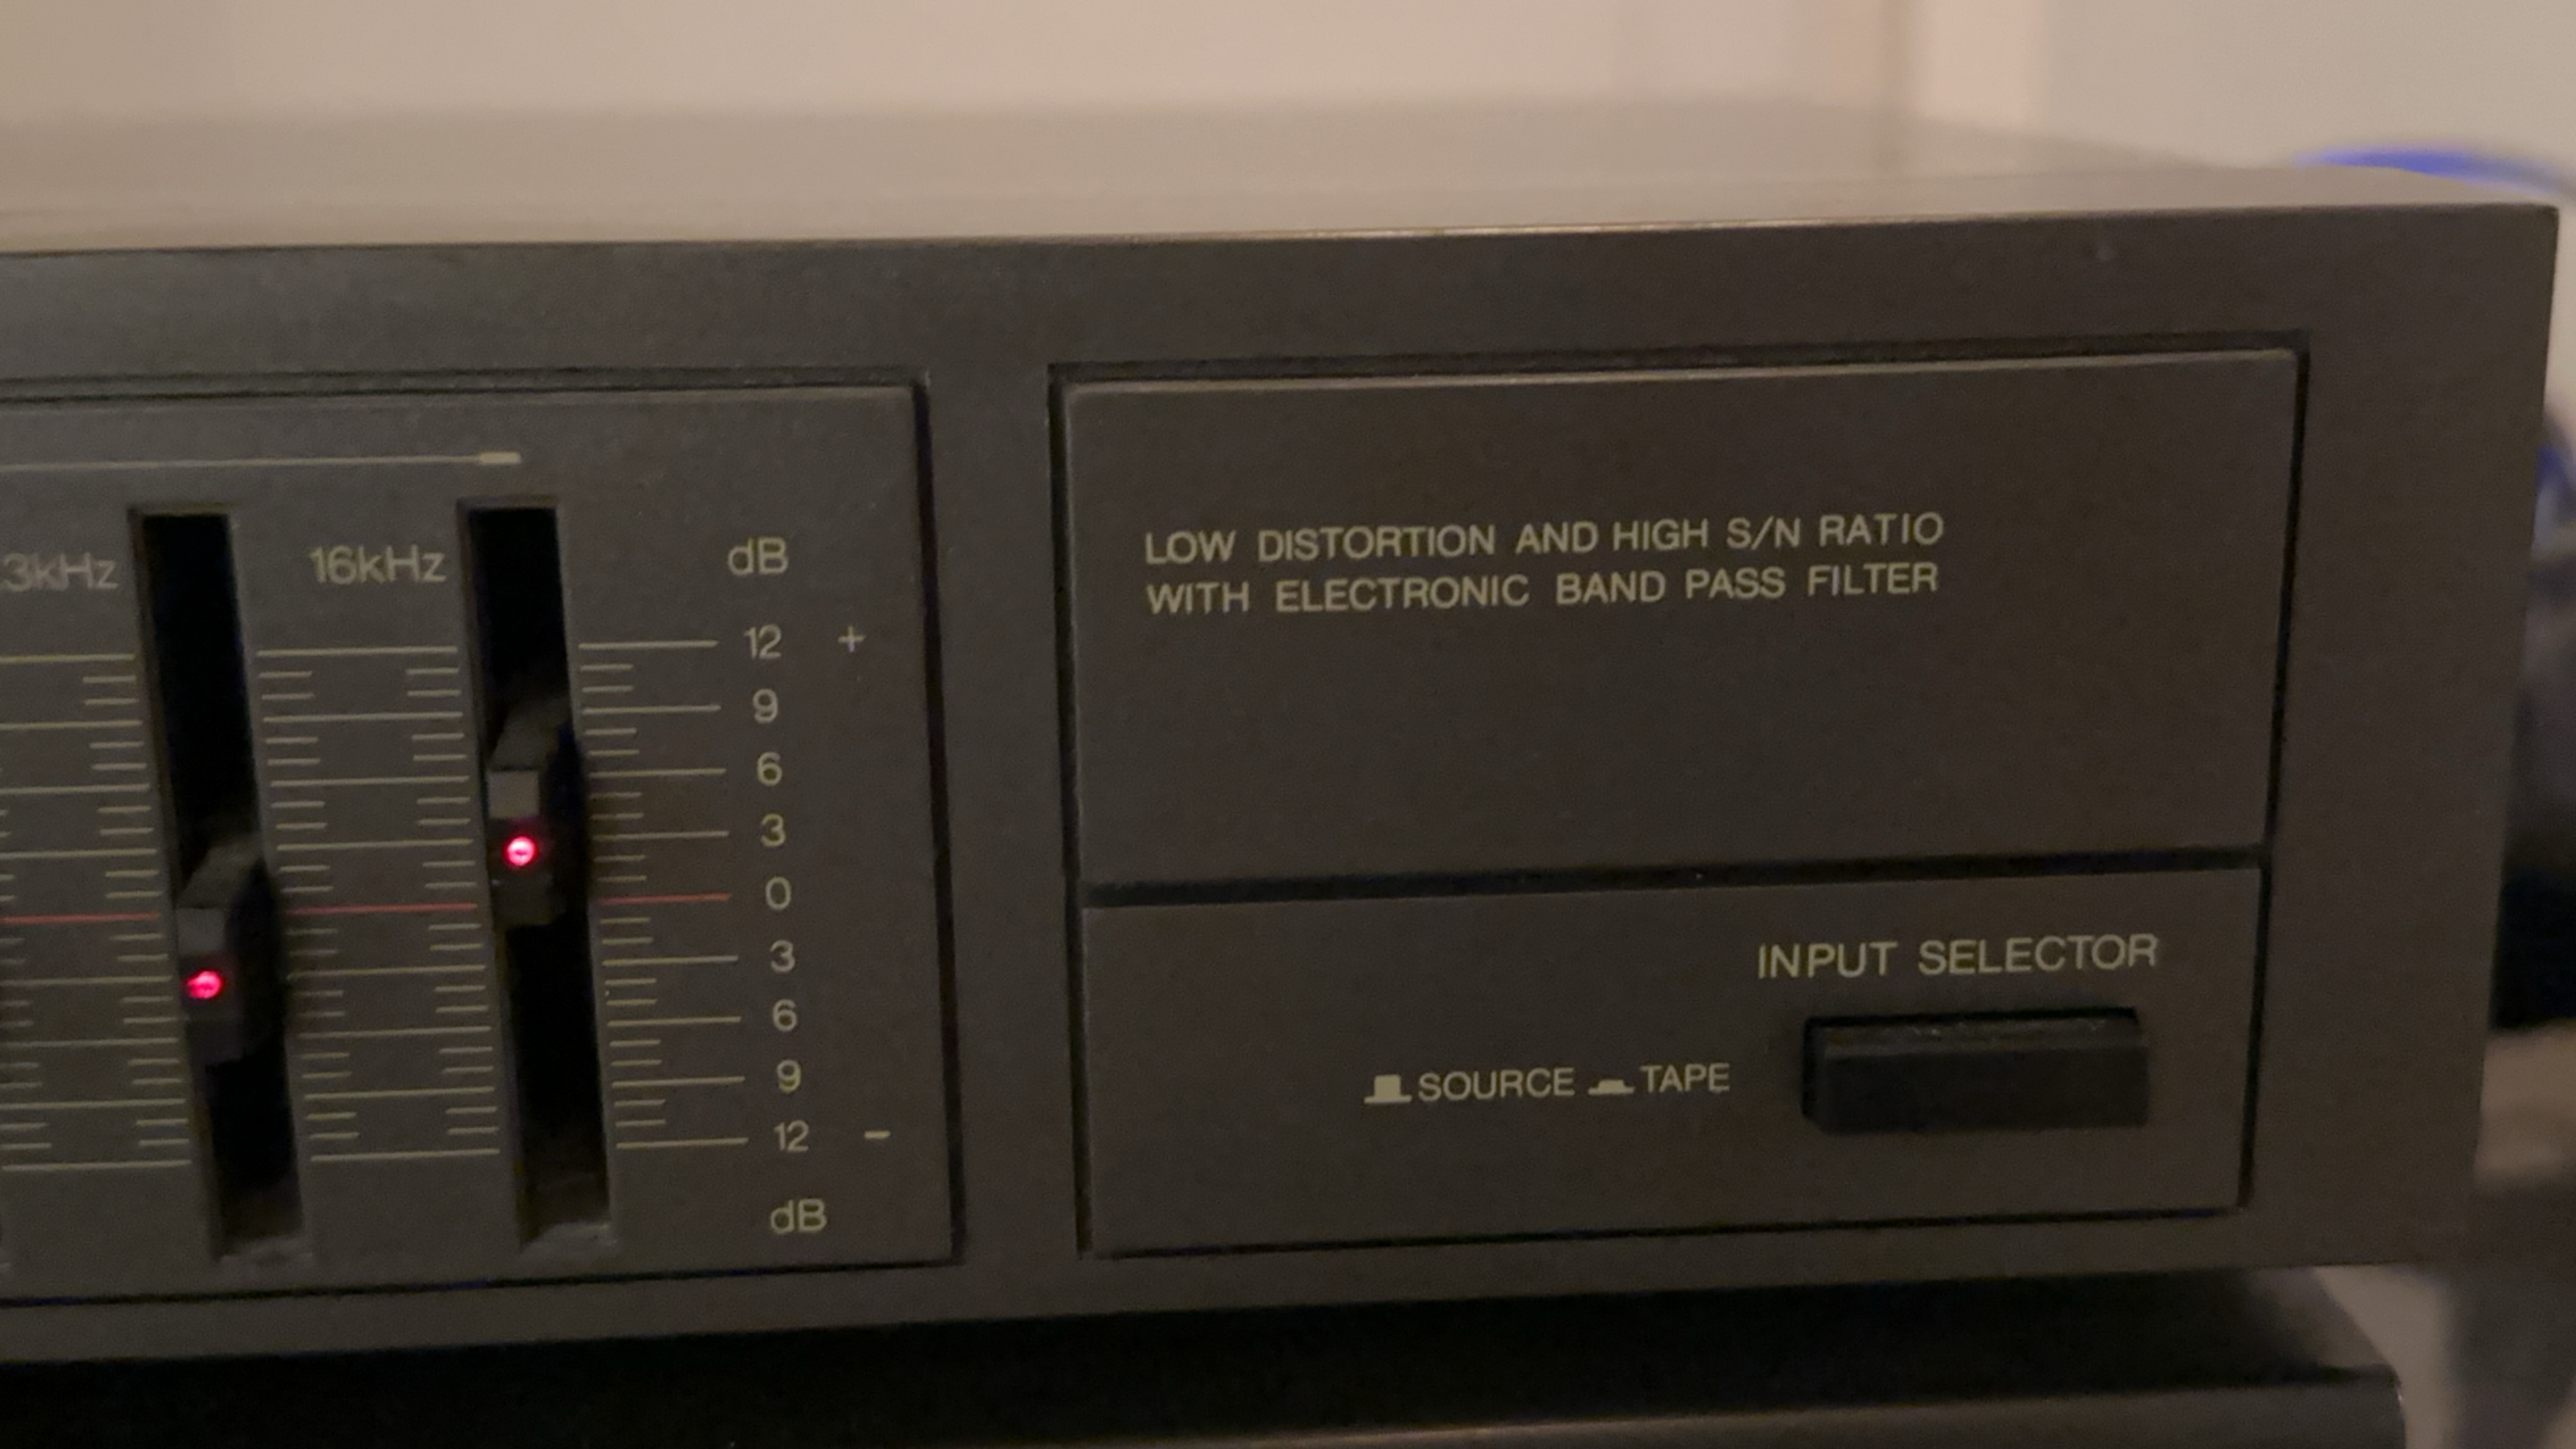 .3kHz
16kHz
dB
12 +
9
6
3
0
3
6
9
12 −
dB
LOW DISTORTION AND HIGH S/N RATIO
WITH ELECTRONIC BAND PASS FILTER
INPUT SELECTOR
SOURCE TAPE